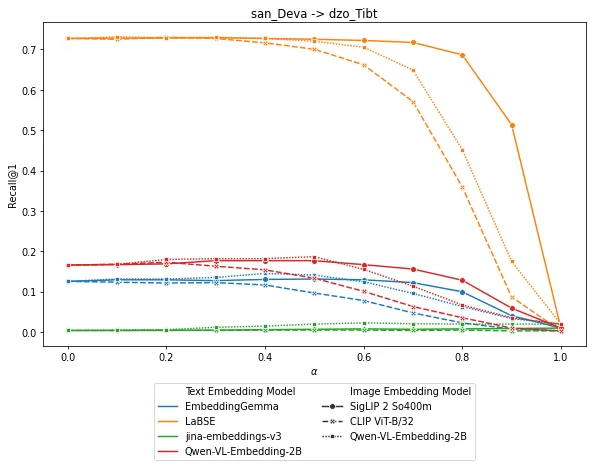 san_Deva -> dzo_Tibt
Recall@1
0.7
0.6
0.5
0.4
0.3
0.2
0.1
0.0
0.0 0.2 0.4 0.6 0.8 1.0
α
Text Embedding Model
EmbeddingGemma
LaBSE
jina-embeddings-v3
Qwen-VL-Embedding-2B
Image Embedding Model
SigLIP 2 So400m
CLIP ViT-B/32
Qwen-VL-Embedding-2B